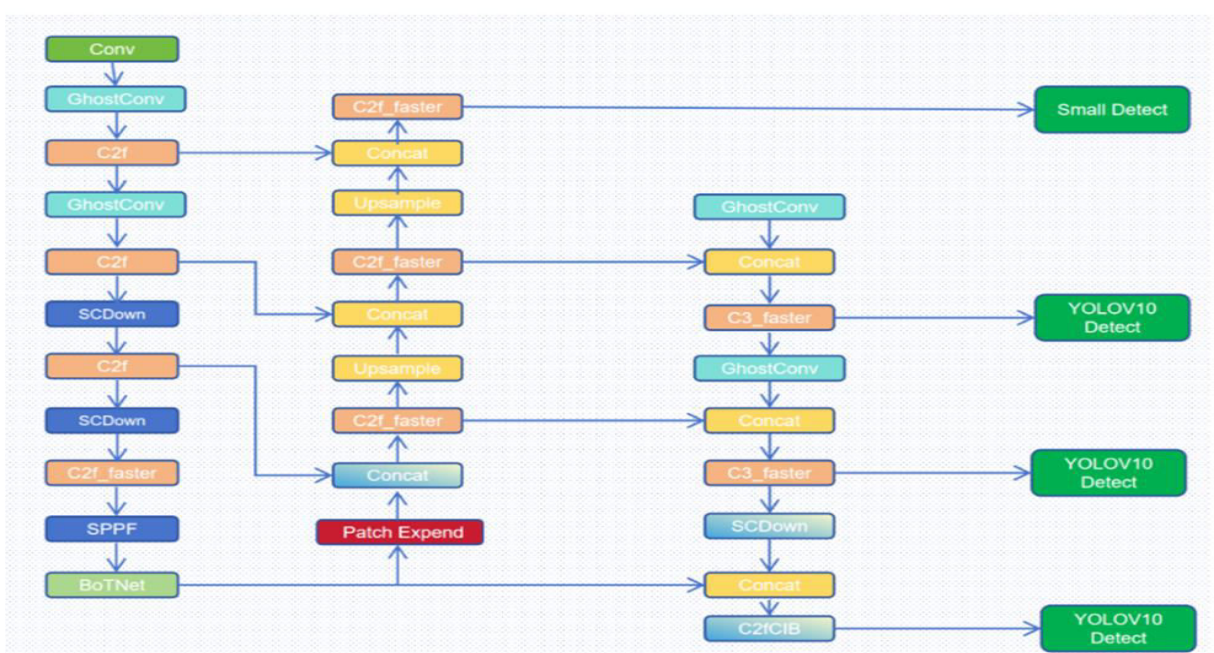 Conv
GhostConv
C2f
GhostConv
C2f
SCDown
C2f
SCDown
C2f_faster
SPPF
BoTNet
C2f_faster
Concat
Upsample
C2f_faster
Concat
Upsample
C2f_faster
Concat
Patch Expend
GhostConv
Concat
C3_faster
GhostConv
Concat
C3_faster
SCDown
Concat
C2fCIB
Small Detect
YOLOV10
Detect
YOLOV10
Detect
YOLOV10
Detect